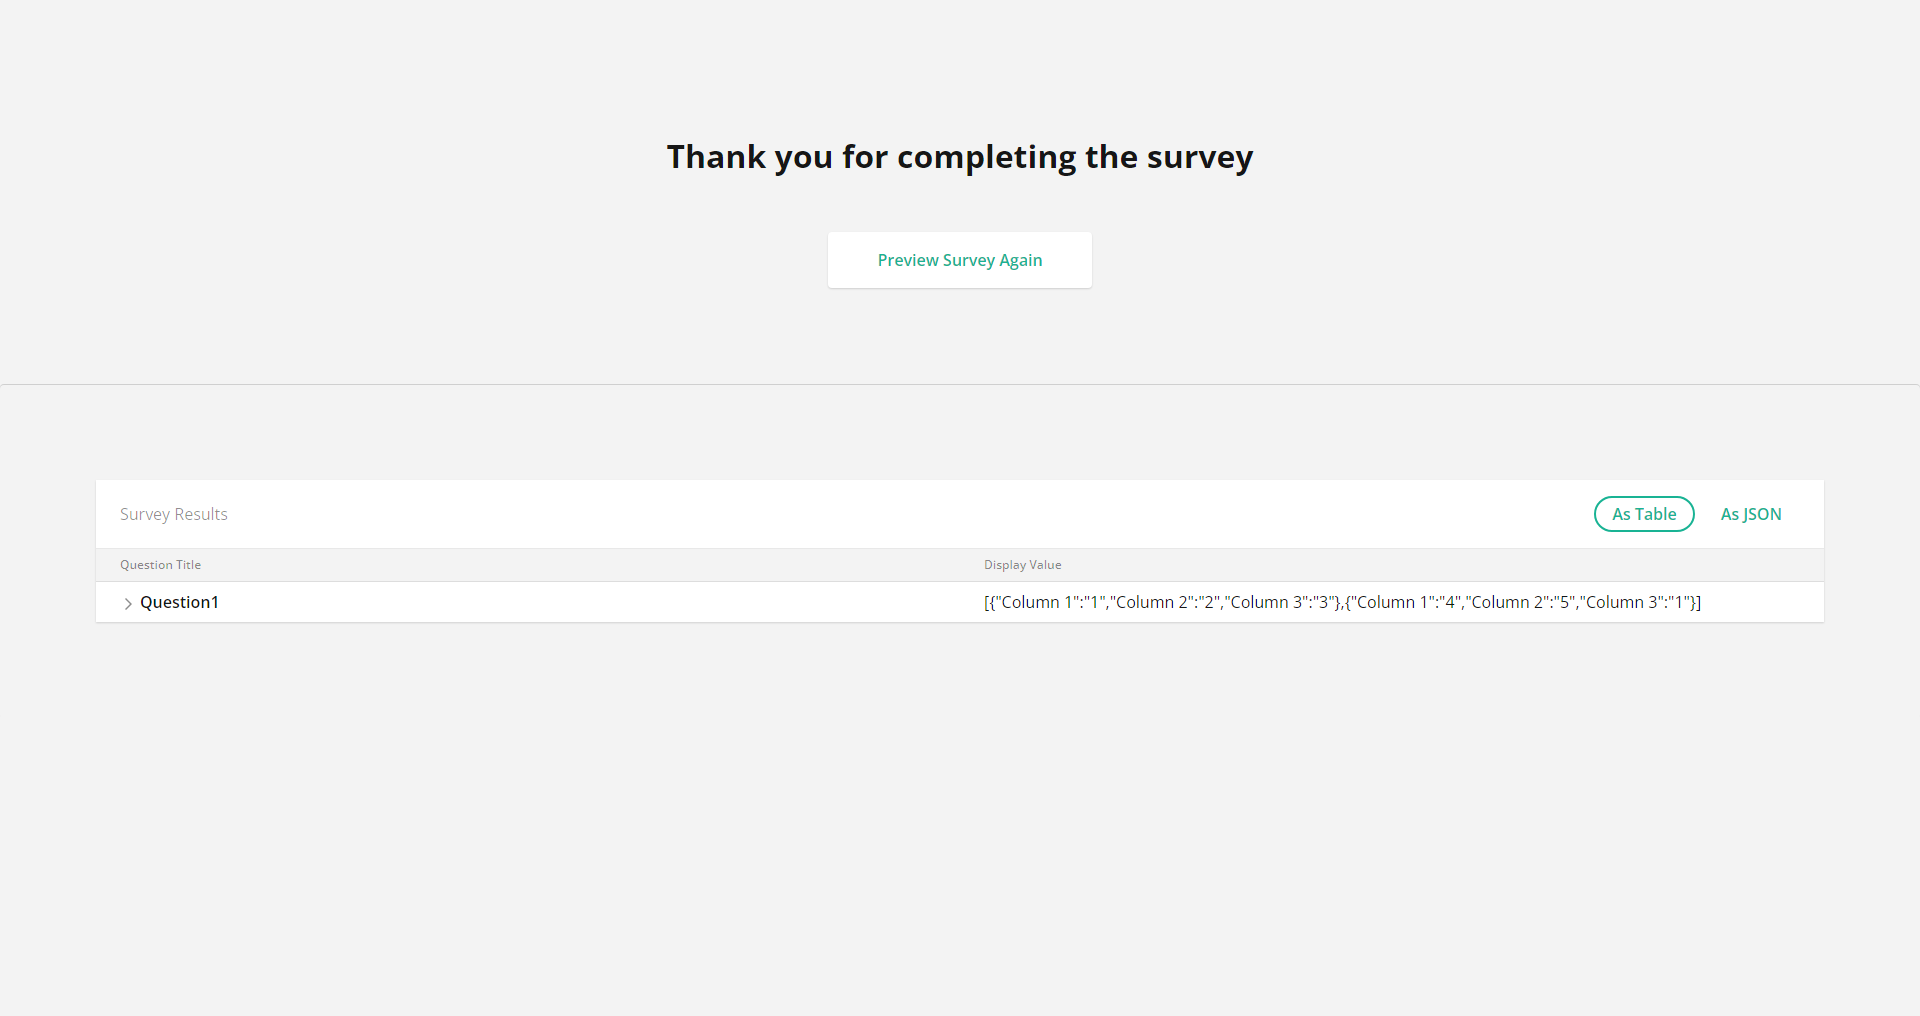 Thank you for completing the survey
Preview Survey Again
Survey Results
As Table
As JSON
Question Title
Display Value
Question1
[{"Column 1":"1","Column 2":"2","Column 3":"3"},{"Column 1":"4","Column 2":"5","Column 3":"1"}]